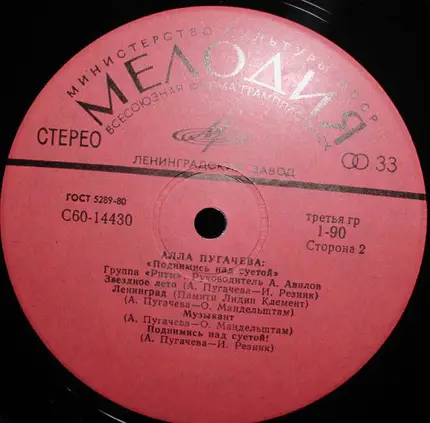 МИНИСТЕРСТВО КУЛЬТУРЫ СССР
МЕЛОДИЯ
ВСЕСОЮЗНАЯ ФИРМА ГРАМПЛАСТИНОК
СТЕРЕО
33
ЛЕНИНГРАДСКИЙ ЗАВОД
ГОСТ 5289-80
С60-14430
третья гр
1-90
Сторона 2
АЛЛА ПУГАЧЕВА:
«Поднимись над суетой»
Группа «Ритм». Руководитель А. Авилов
Звездное лето (А. Пугачева—И. Резник)
Ленинград (Памяти Лидии Клемент)
(А. Пугачева—О. Мандельштам)
Музыкант
(А. Пугачева—О. Мандельштам)
Поднимись над суетой!
(А. Пугачева—И. Резник)